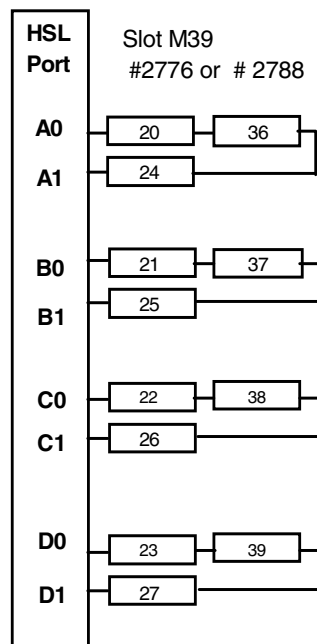 HSL Port
Slot M39
#2776 or # 2788
A0 20 36
A1 24
B0 21 37
B1 25
C0 22 38
C1 26
D0 23 39
D1 27